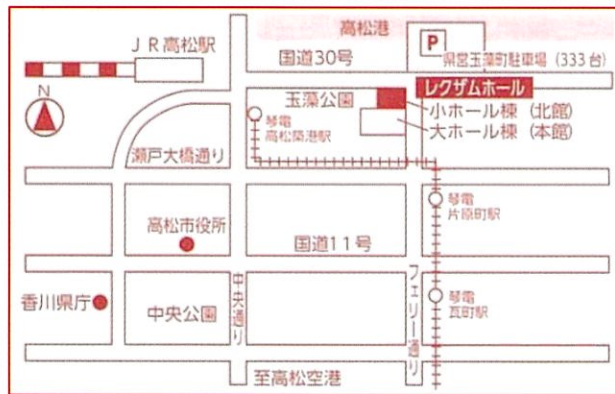 高松港
JR高松駅
国道30号
P
県営玉藻町駐車場（333台）
レクザムホール
N
玉藻公園
小ホール棟（北館）
大ホール棟（本館）
琴電
高松築港駅
瀬戸大橋通り
琴電
片原町駅
高松市役所
国道11号
香川県庁
中央公園
中央通り
フェリー通り
琴電
瓦町駅
至高松空港